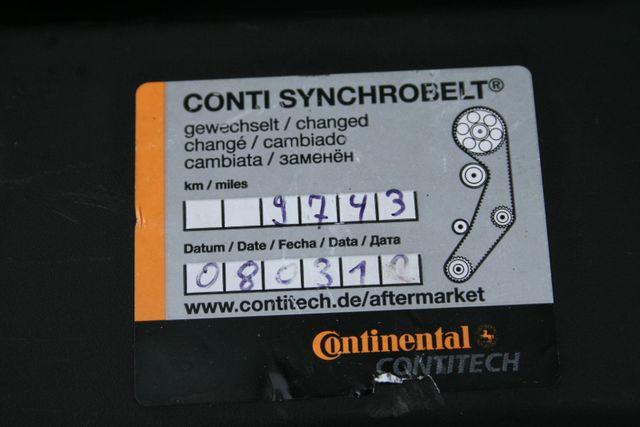 CONTI SYNCHROBELT®
gewechselt / changed
changé / cambiado
cambiata / заменён
km / miles
9743
Datum / Date / Fecha / Data / Дата
080312
www.contitech.de/aftermarket
Continental
CONTITECH